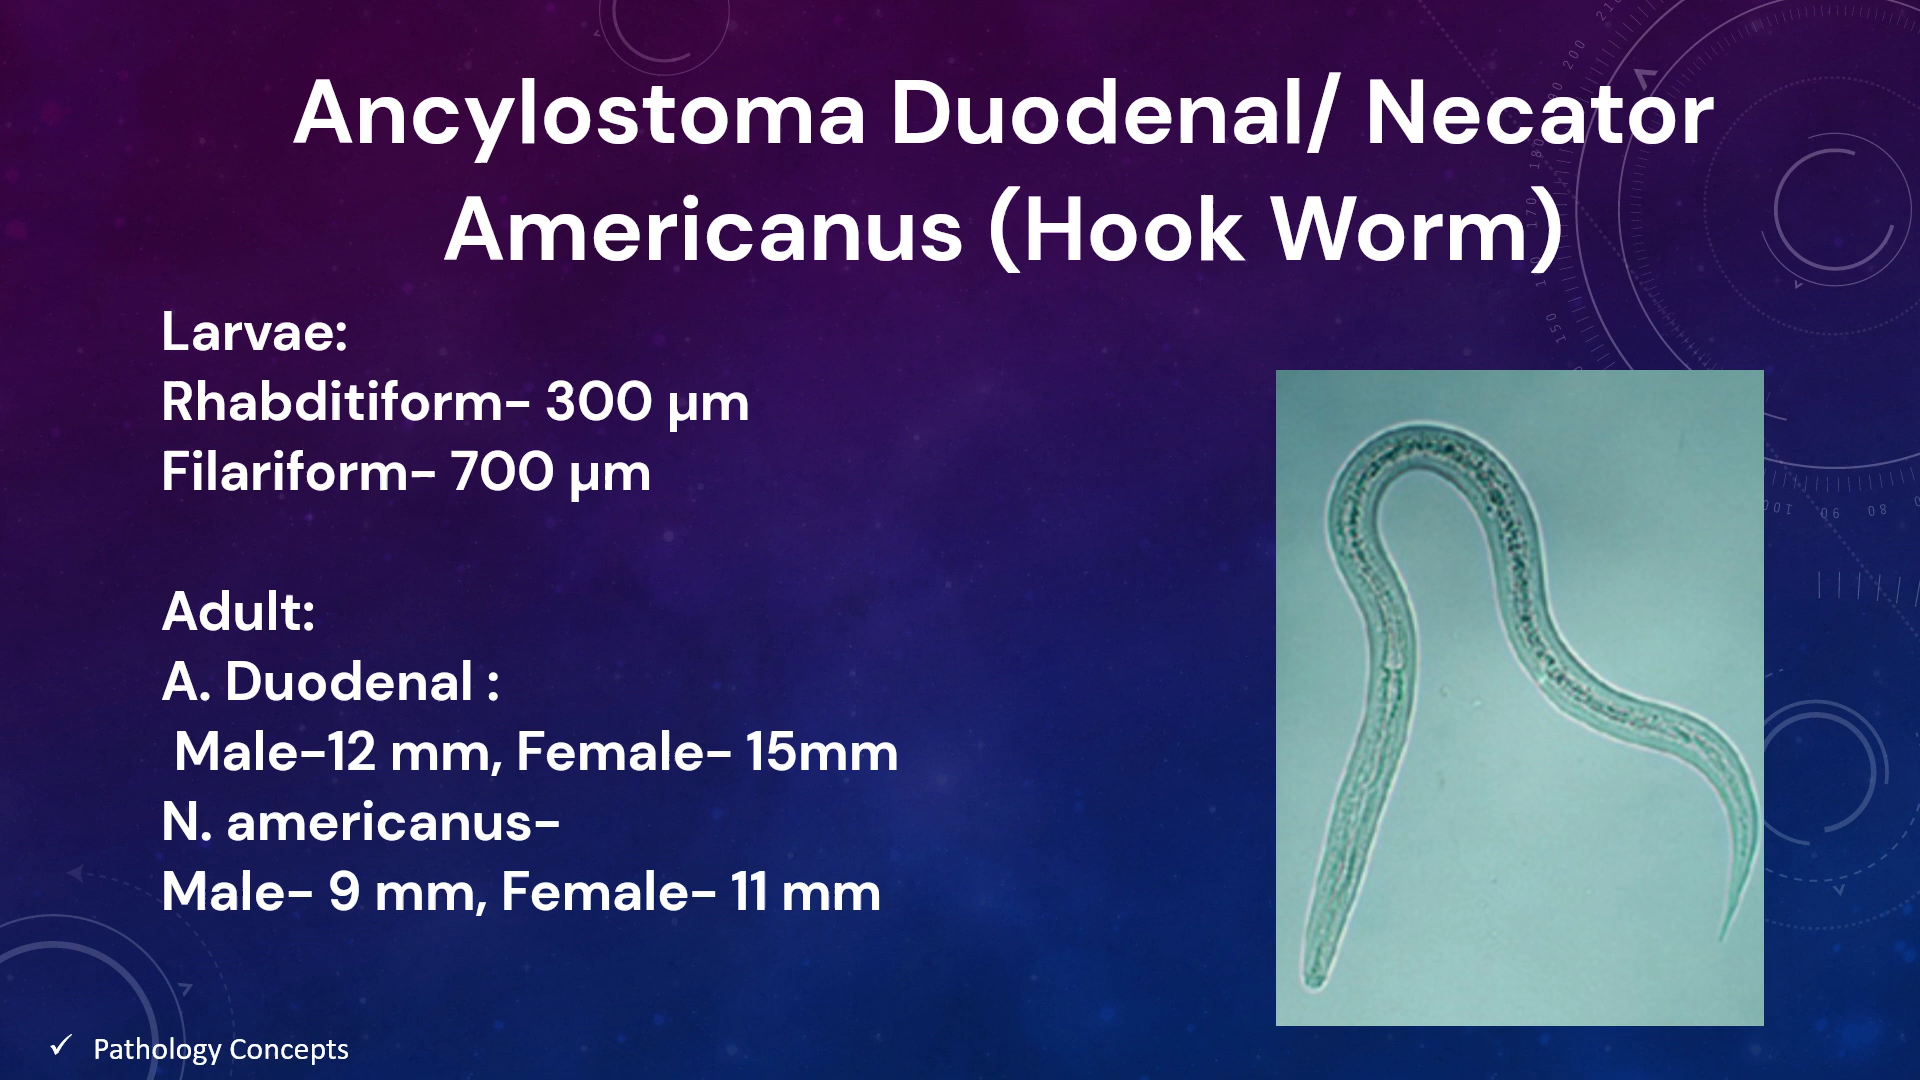 Ancylostoma Duodenal/ Necator
Americanus (Hook Worm)
Larvae:
Rhabditiform- 300 µm
Filariform- 700 µm
Adult:
A. Duodenal :
Male-12 mm, Female- 15mm
N. americanus-
Male- 9 mm, Female- 11 mm
✓ Pathology Concepts